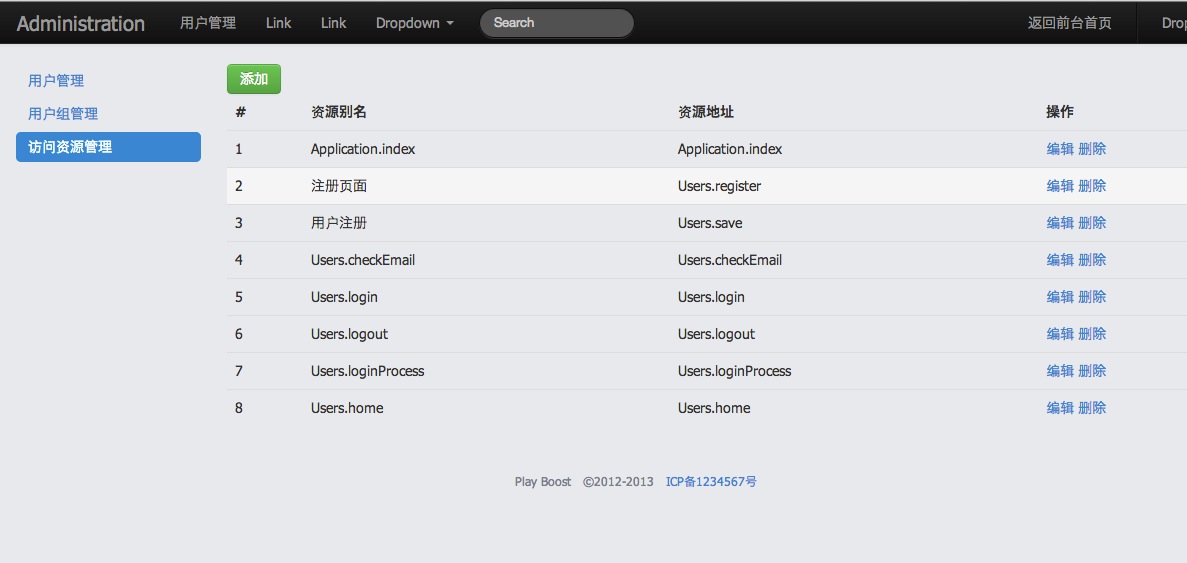 Administration 用户管理 Link Link Dropdown Search 返回前台首页
用户管理
用户组管理
访问资源管理
添加
# 资源别名 资源地址 操作
1 Application.index Application.index 编辑 删除
2 注册页面 Users.register 编辑 删除
3 用户注册 Users.save 编辑 删除
4 Users.checkEmail Users.checkEmail 编辑 删除
5 Users.login Users.login 编辑 删除
6 Users.logout Users.logout 编辑 删除
7 Users.loginProcess Users.loginProcess 编辑 删除
8 Users.home Users.home 编辑 删除
Play Boost ©2012-2013 ICP备1234567号